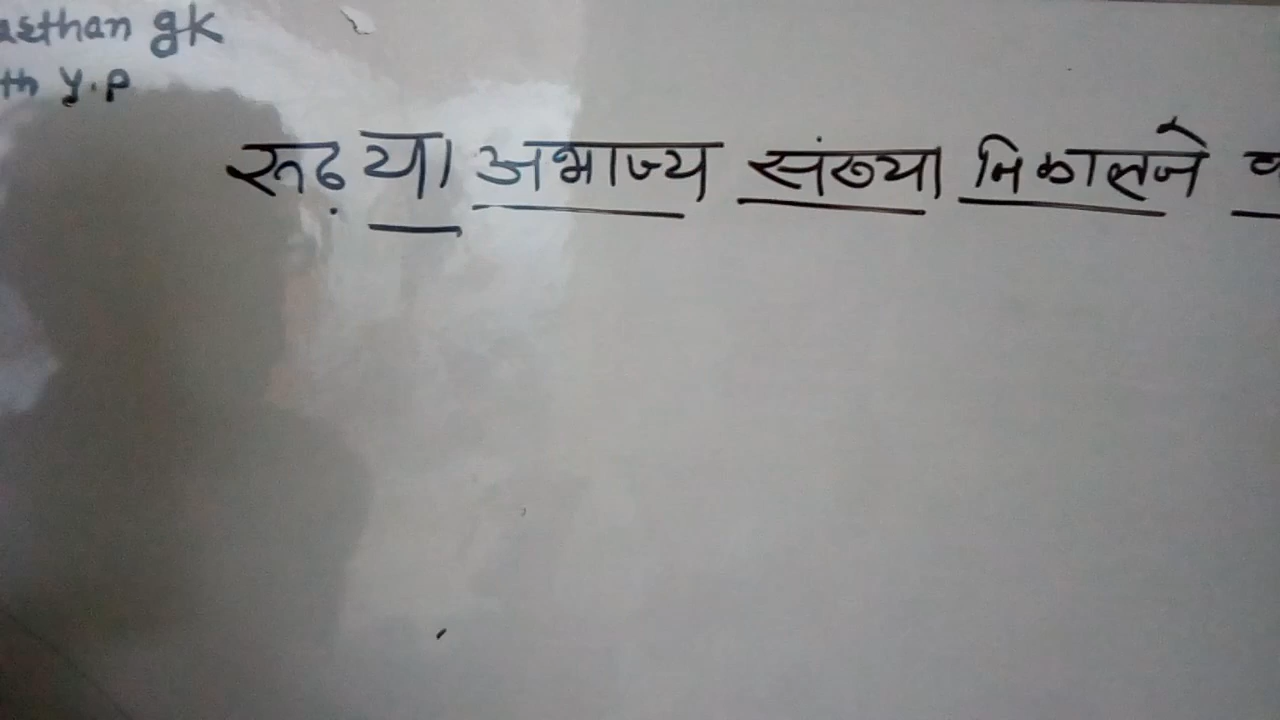 asthan gk
th y.p
रूढ़ या अभाज्य संख्या निकालने